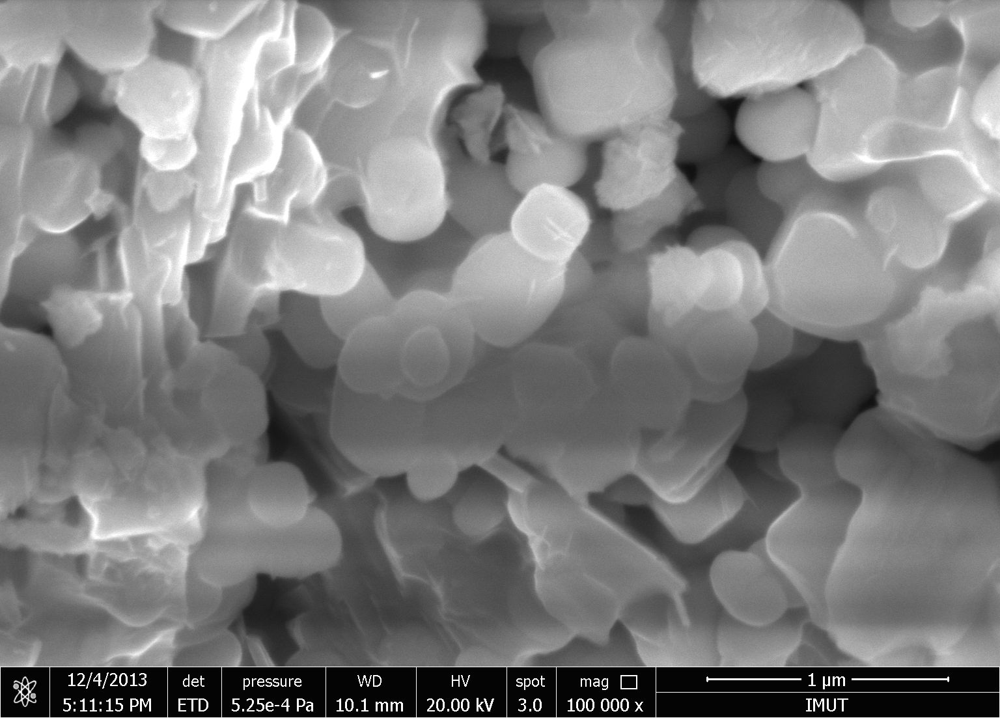 12/4/2013
5:11:15 PM
det
ETD
pressure
5.25e-4 Pa
WD
10.1 mm
HV
20.00 kV
spot
3.0
mag
100 000 x
1 µm
IMUT